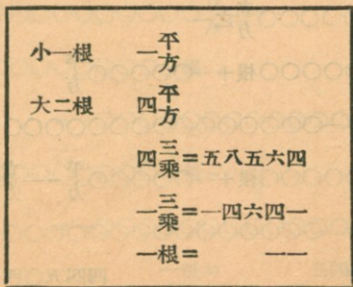 小一根 一平方
大二根 四平方
四三乘=五八五六四
一三乘=一四六四一
一根= 一一